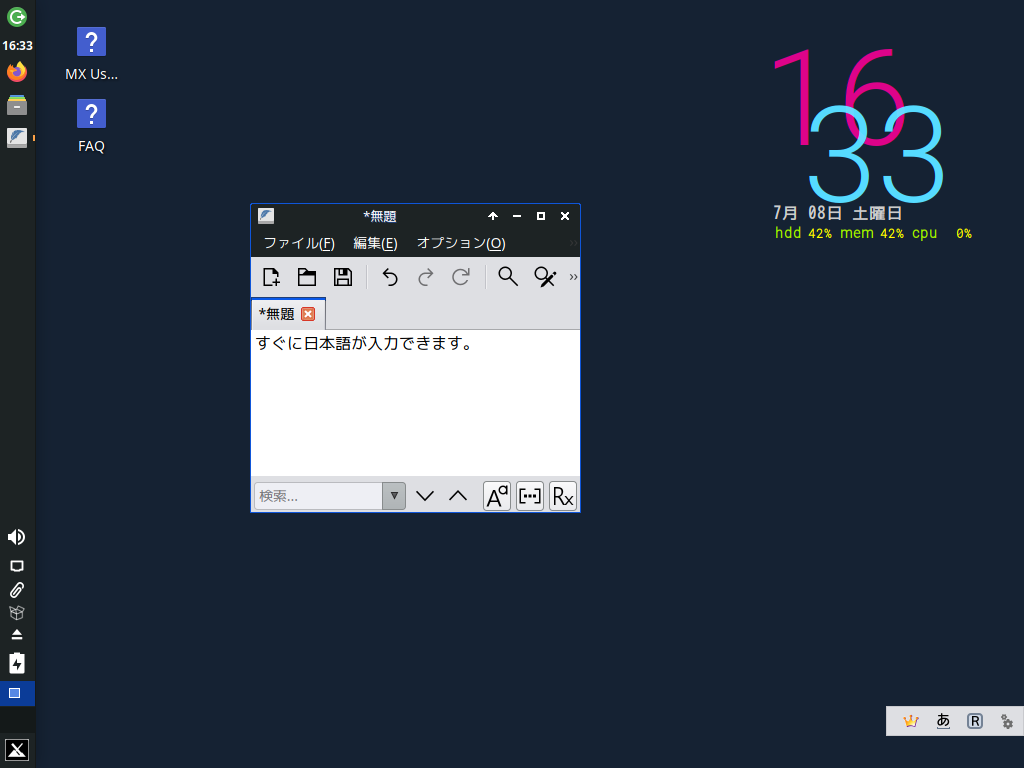 16:33
MX Us...
FAQ
16
33
7月 08日 土曜日
hdd 42% mem 42% cpu 0%
*無題
ファイル(F) 編集(E) オプション(O)
*無題
すぐに日本語が入力できます。
検索...
Aa [···] Rx
あ R